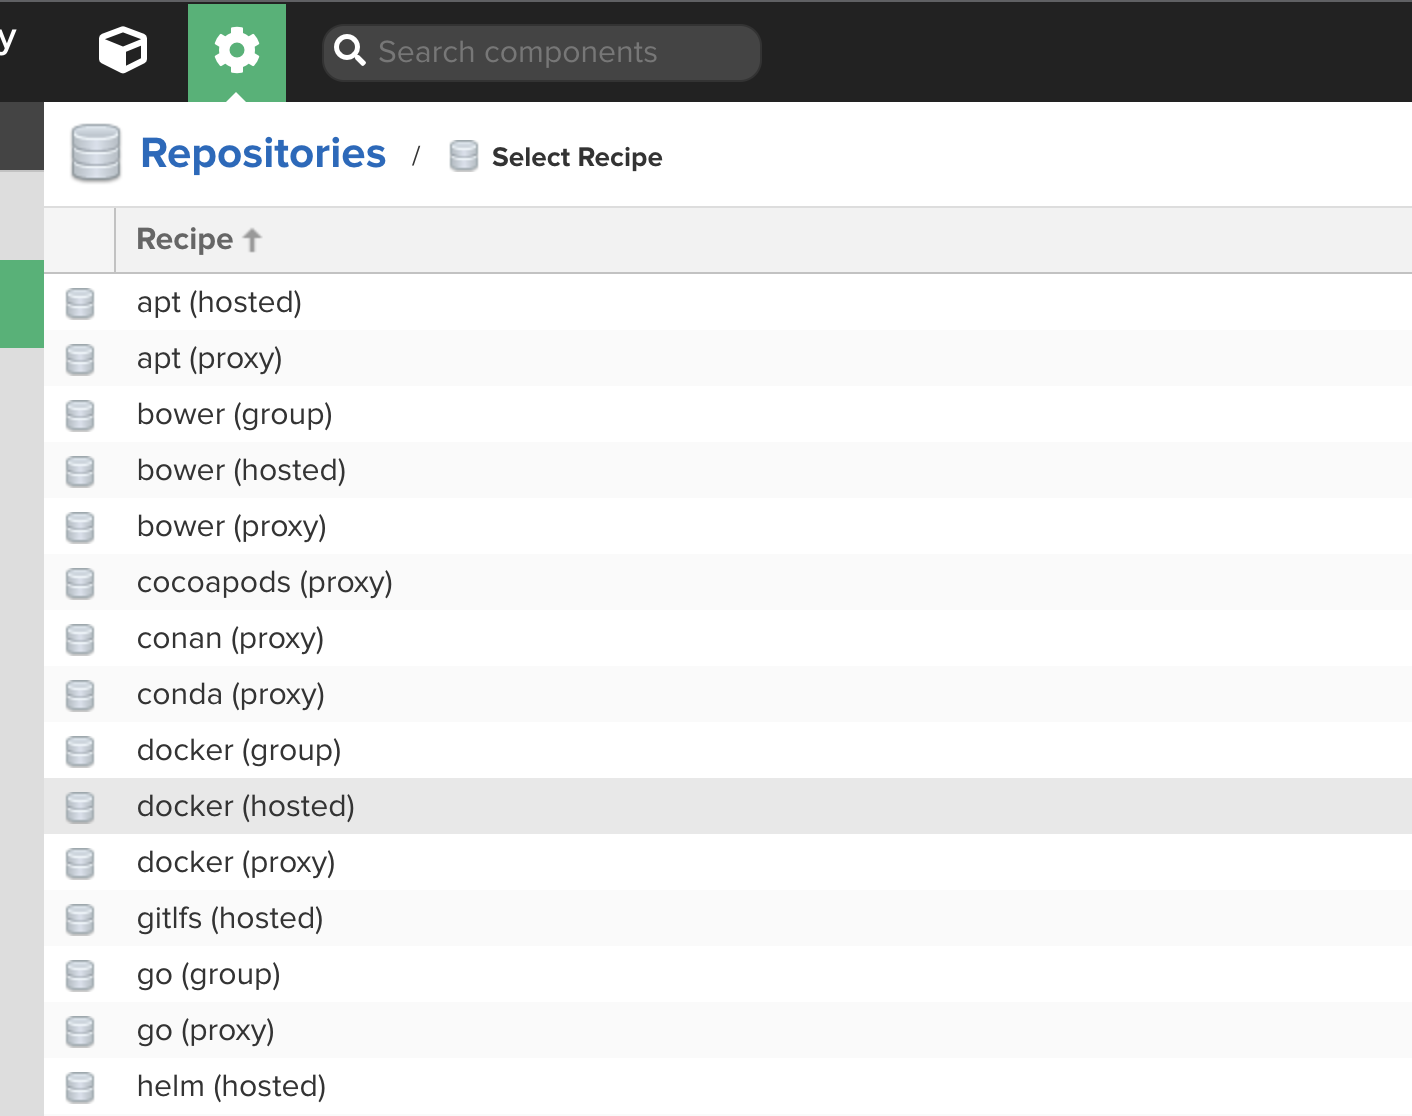 y
Search components
Repositories / Select Recipe
Recipe
apt (hosted)
apt (proxy)
bower (group)
bower (hosted)
bower (proxy)
cocoapods (proxy)
conan (proxy)
conda (proxy)
docker (group)
docker (hosted)
docker (proxy)
gitlfs (hosted)
go (group)
go (proxy)
helm (hosted)